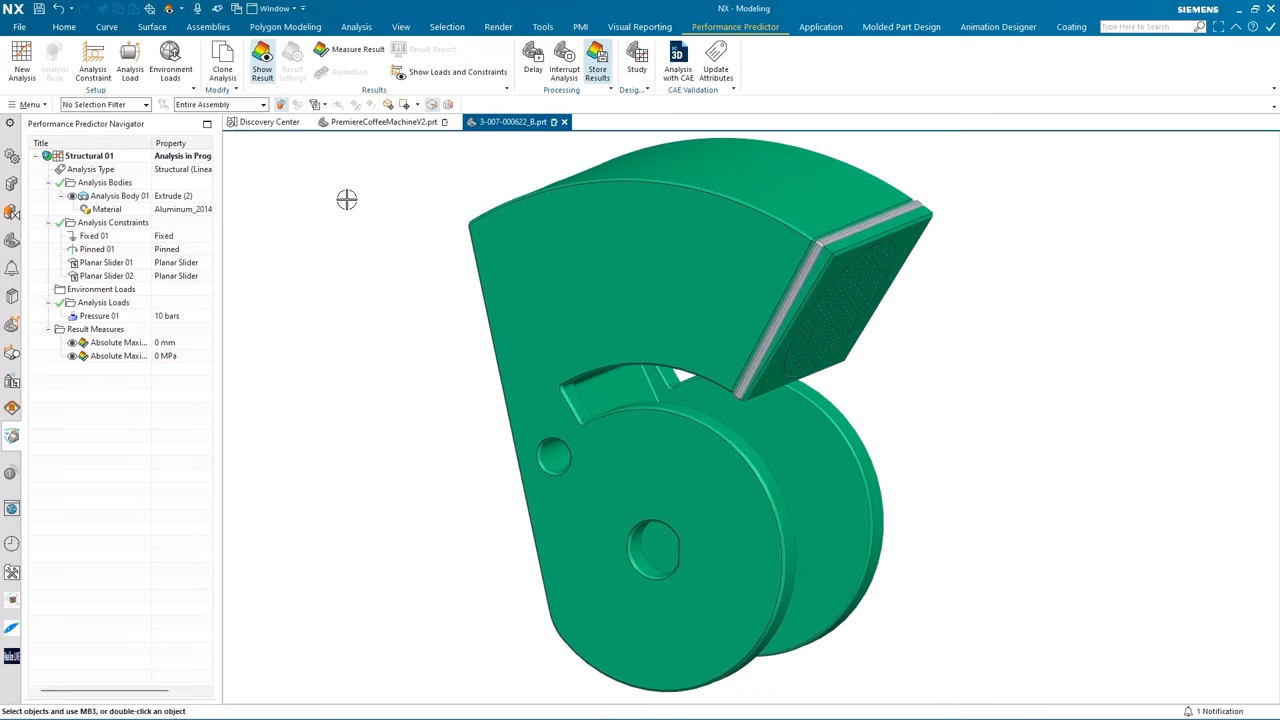 NX
Window
NX - Modeling
SIEMENS
File Home Curve Surface Assemblies Polygon Modeling Analysis View Selection Render Tools PMI Visual Reporting Performance Predictor Application Molded Part Design Animation Designer Coating Type Here to Search
New Analysis
Analysis Body
Analysis Constraint
Analysis Load
Environment Loads
Setup
Clone Analysis
Modify
Show Result
Result Settings
Measure Result
Animation
Result Report
Show Loads and Constraints
Results
Delay
Interrupt Analysis
Store Results
Processing
Study
Desig...
Analysis with CAE
Update Attributes
CAE Validation
Menu No Selection Filter Entire Assembly
Performance Predictor Navigator
Discovery Center PremiereCoffeeMachineV2.prt 3-007-000622_B.prt
Title Property
Structural 01 Analysis in Prog
Analysis Type Structural (Linea
Analysis Bodies
Analysis Body 01 Extrude (2)
Material Aluminum_2014
Analysis Constraints
Fixed 01 Fixed
Pinned 01 Pinned
Planar Slider 01 Planar Slider
Planar Slider 02 Planar Slider
Environment Loads
Analysis Loads
Pressure 01 10 bars
Result Measures
Absolute Maxi... 0 mm
Absolute Maxi... 0 MPa
Select objects and use MB3, or double-click an object
1 Notification